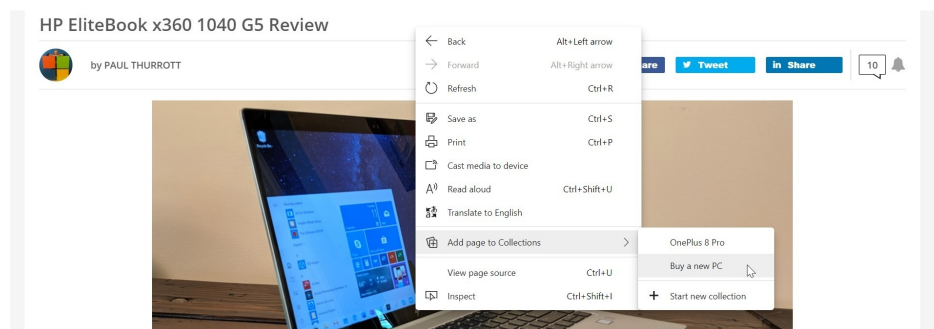 HP EliteBook x360 1040 G5 Review
by PAUL THURROTT
are
Tweet
in Share
10
Back Alt+Left arrow
Forward Alt+Right arrow
Refresh Ctrl+R
Save as Ctrl+S
Print Ctrl+P
Cast media to device
Read aloud Ctrl+Shift+U
Translate to English
Add page to Collections
OnePlus 8 Pro
Buy a new PC
Start new collection
View page source Ctrl+U
Inspect Ctrl+Shift+I